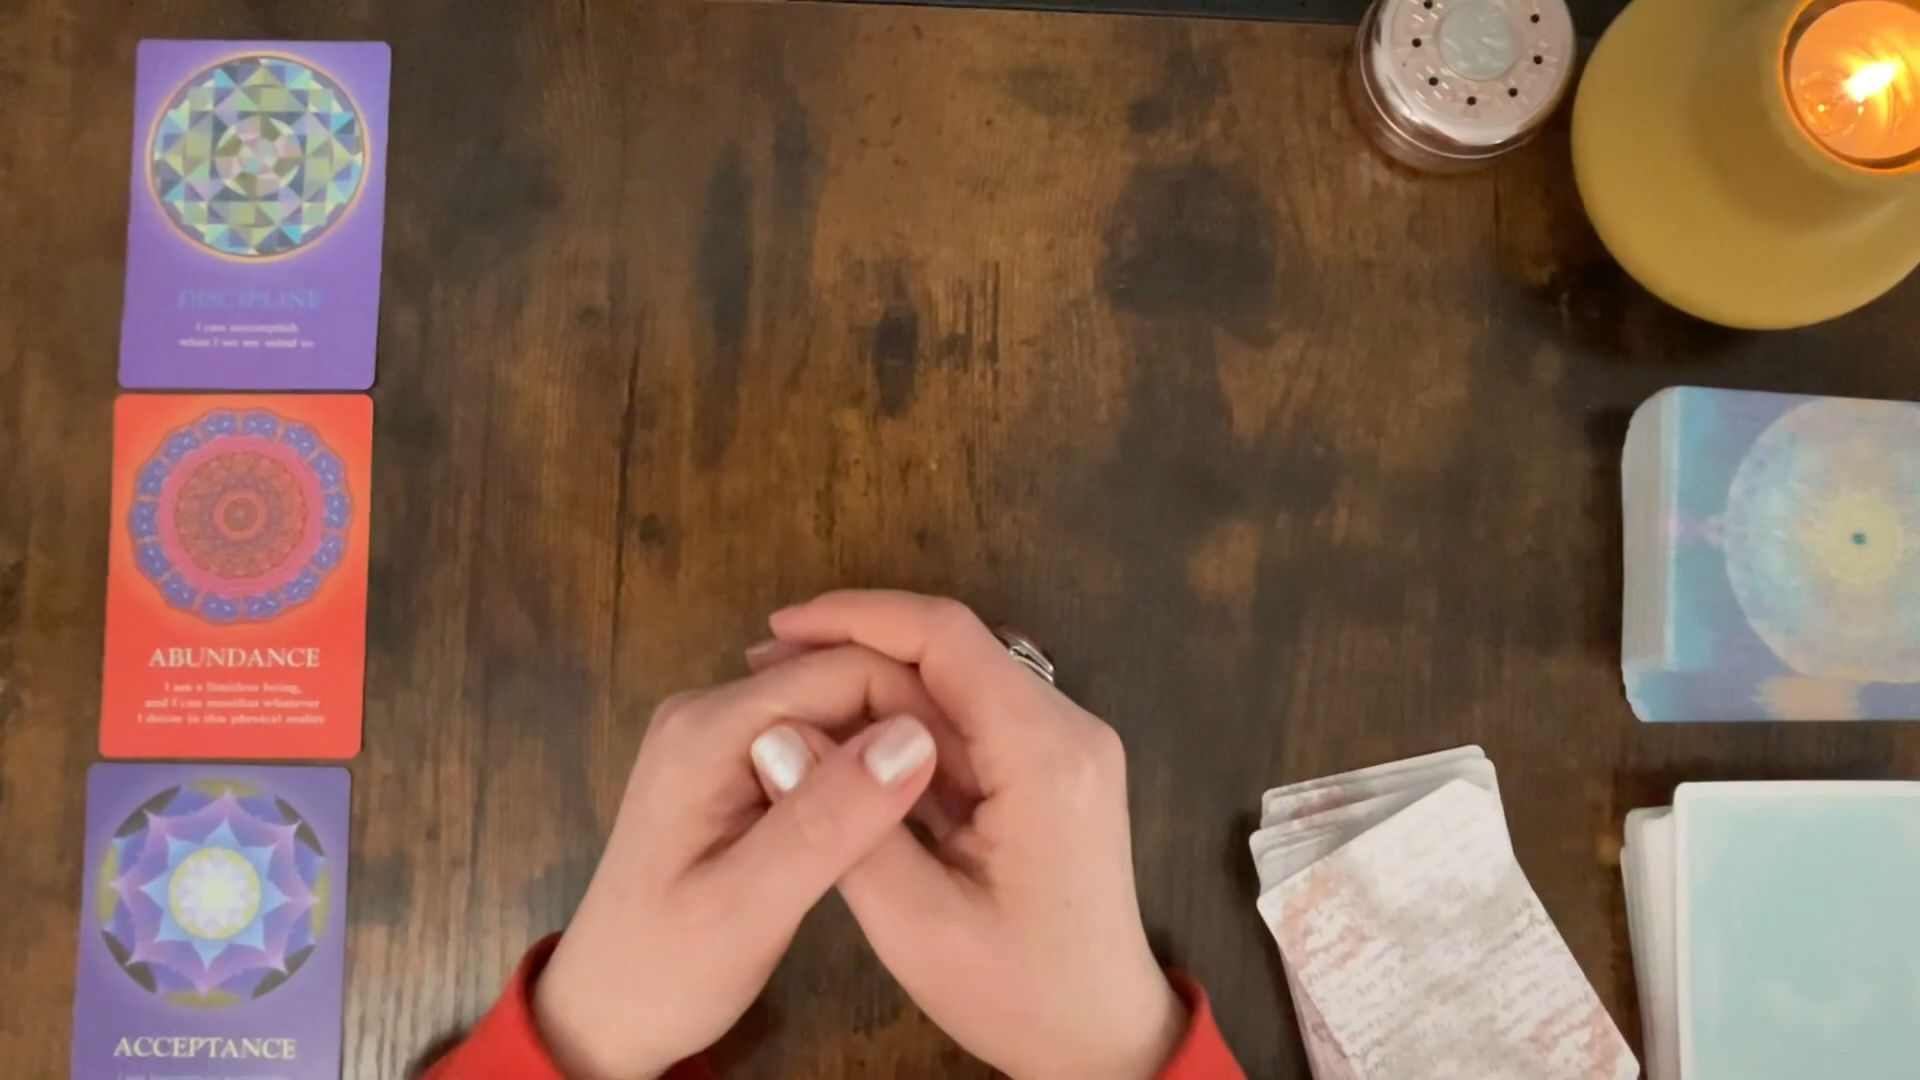 DISCIPLINE
I can accomplish
what I set my mind to
ABUNDANCE
I am a limitless being,
and I can manifest whatever
I desire in this physical reality
ACCEPTANCE